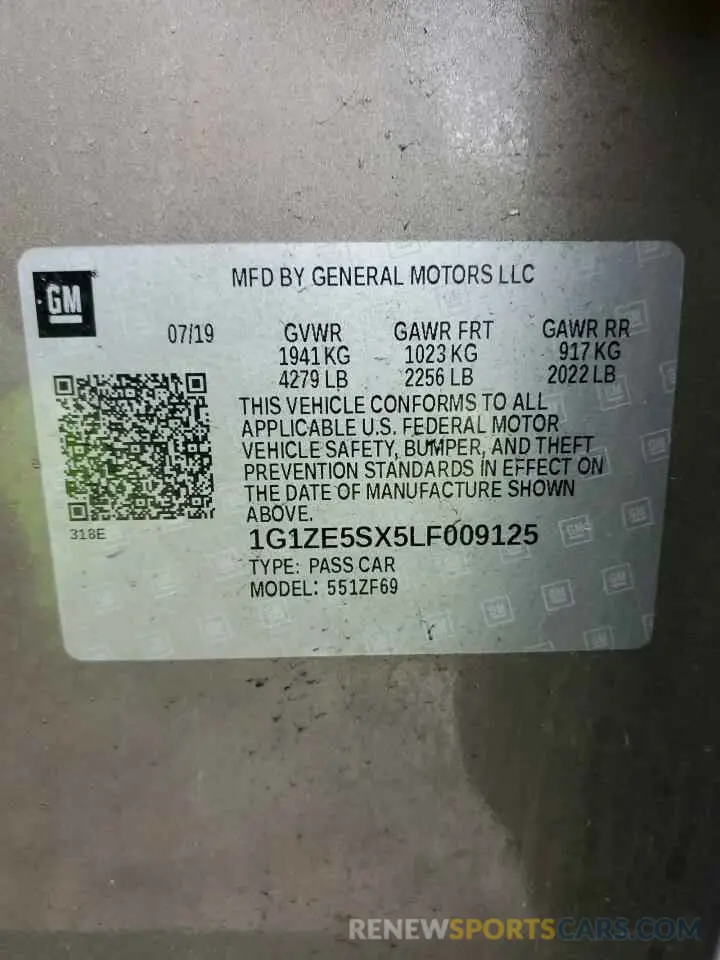 GM
MFD BY GENERAL MOTORS LLC
07/19 GVWR GAWR FRT GAWR RR
1941 KG 1023 KG 917 KG
4279 LB 2256 LB 2022 LB
THIS VEHICLE CONFORMS TO ALL
APPLICABLE U.S. FEDERAL MOTOR
VEHICLE SAFETY, BUMPER, AND THEFT
PREVENTION STANDARDS IN EFFECT ON
THE DATE OF MANUFACTURE SHOWN
ABOVE.
318E
1G1ZE5SX5LF009125
TYPE: PASS CAR
MODEL: 551ZF69
RENEWSPORTSCARS.COM